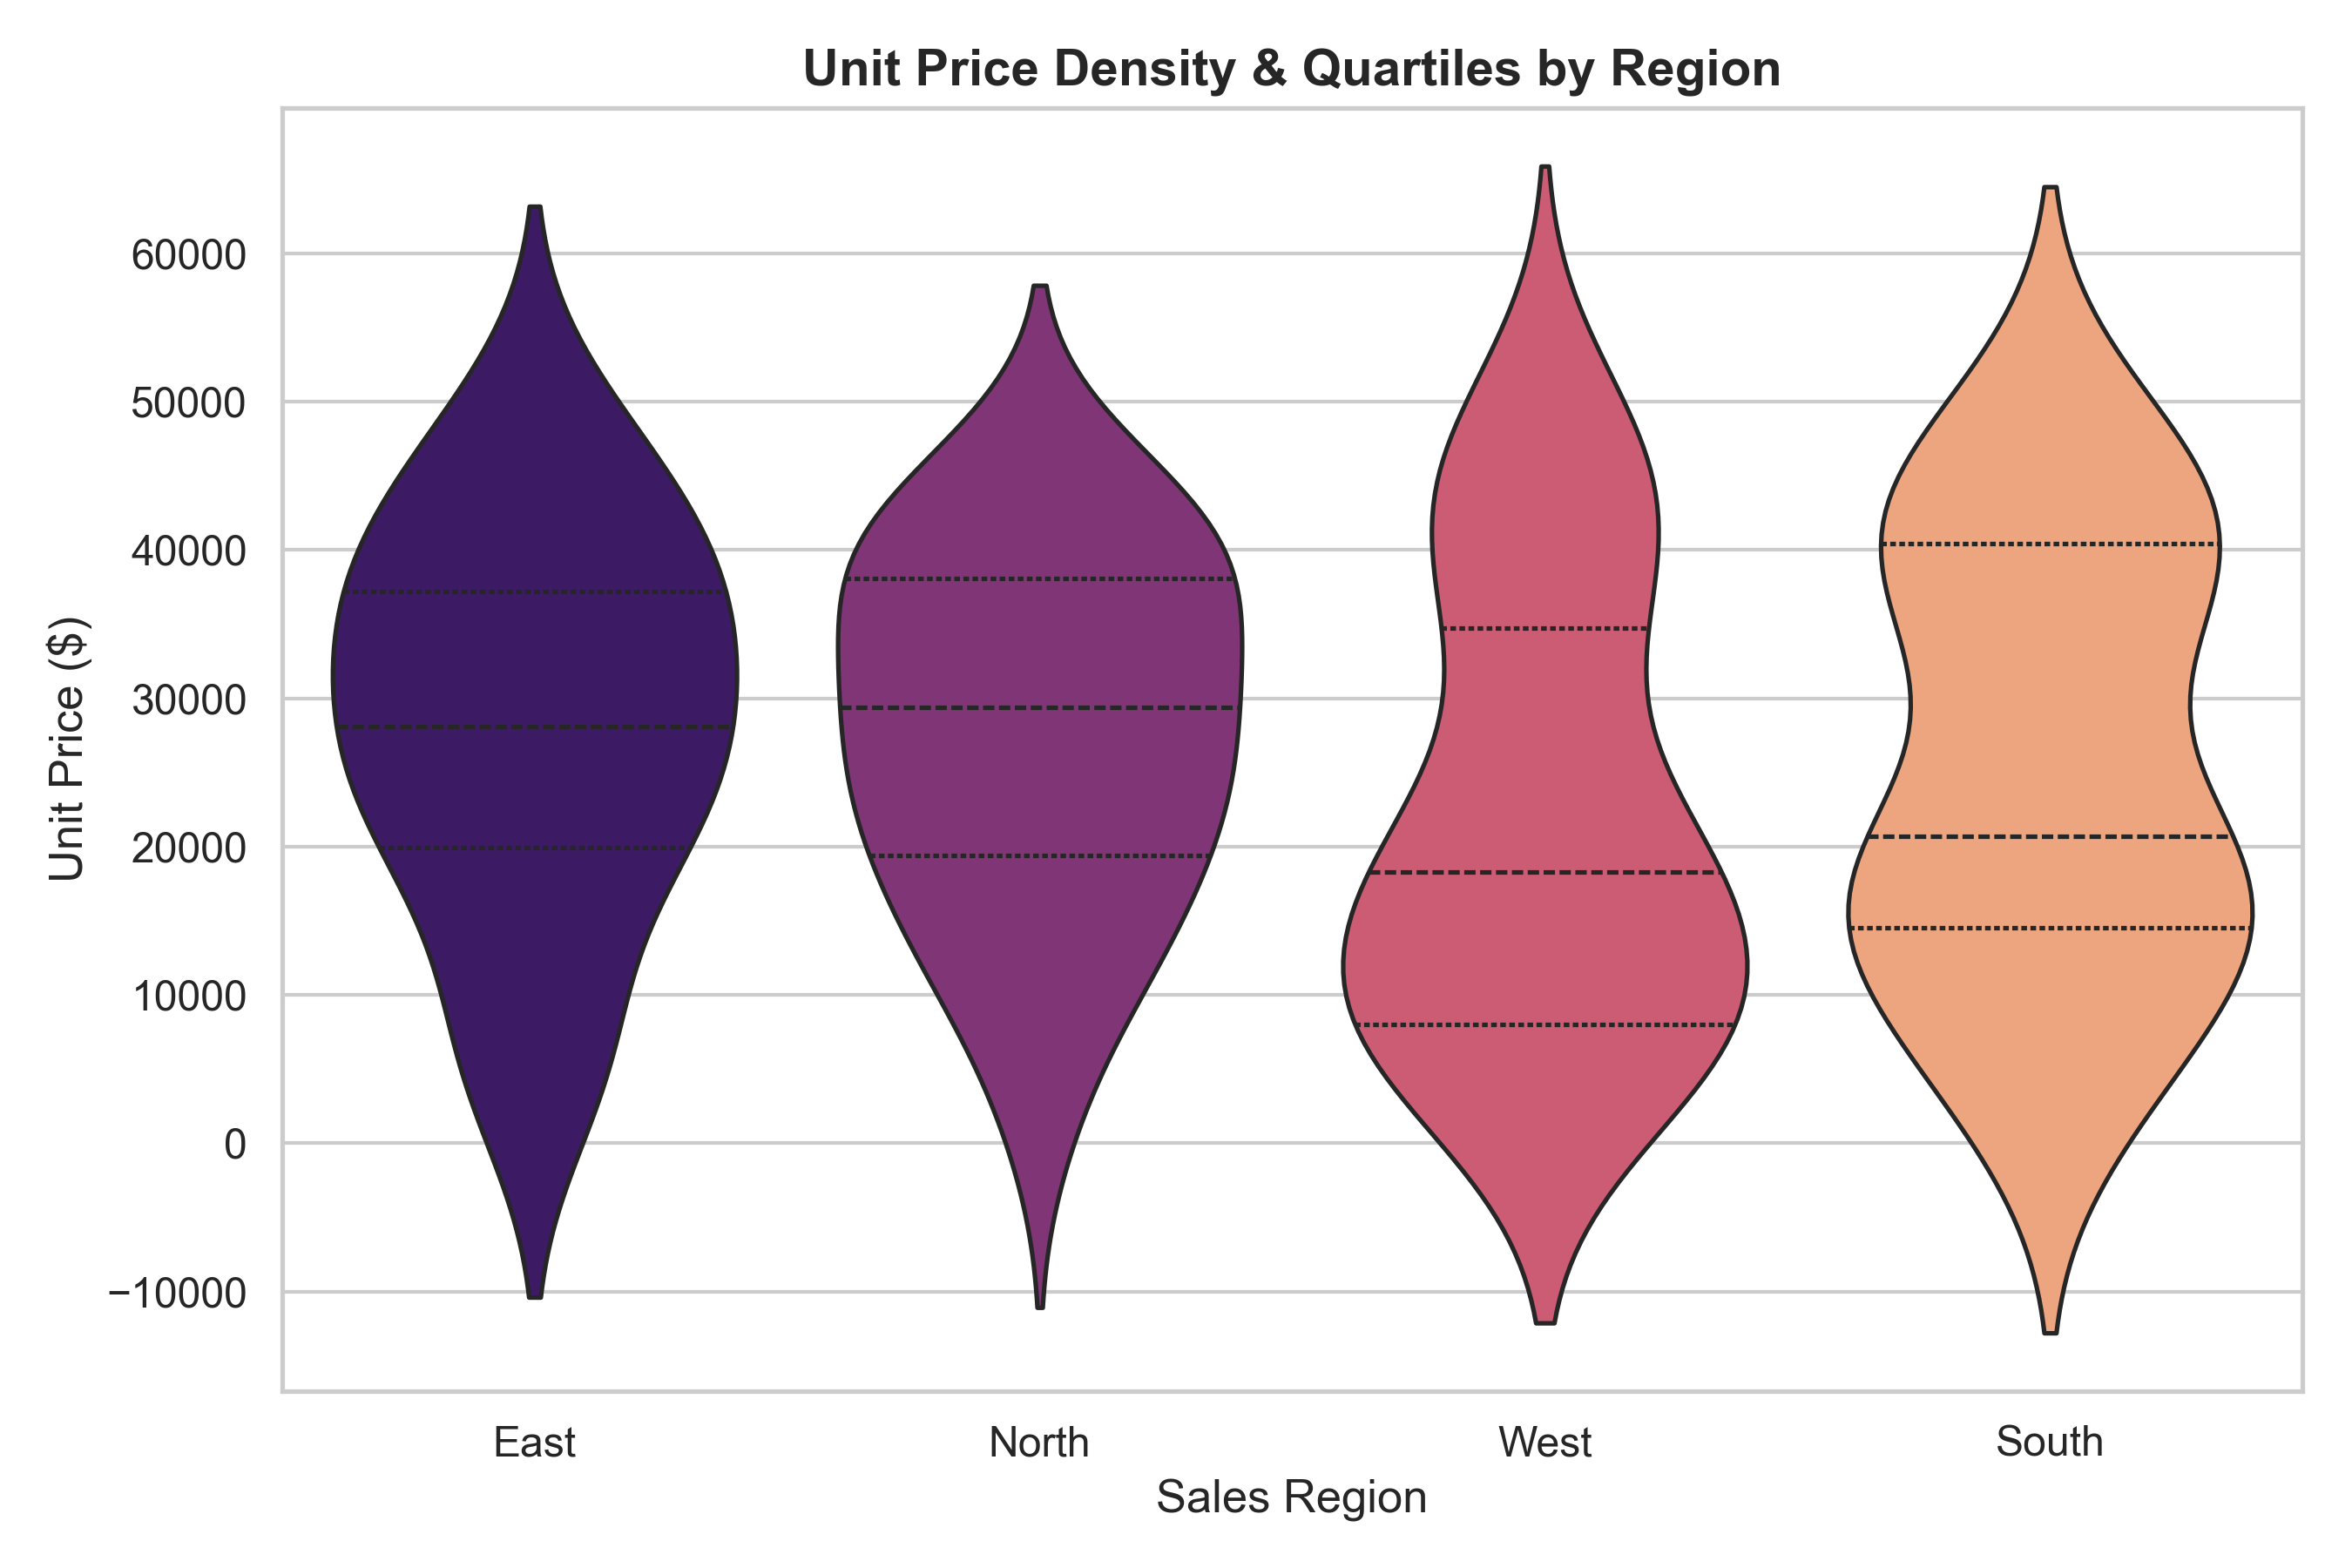 Unit Price Density & Quartiles by Region
Unit Price ($)
60000
50000
40000
30000
20000
10000
0
−10000
East
North
West
South
Sales Region